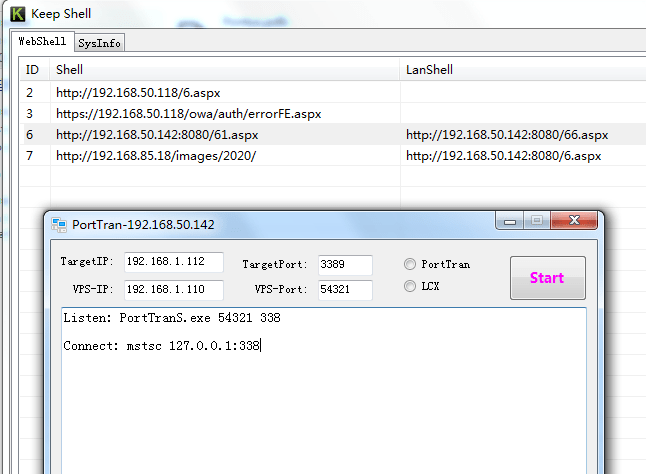 Keep Shell
WebShell SysInfo
ID Shell LanShell
2 http://192.168.50.118/6.aspx
3 https://192.168.50.118/owa/auth/errorFE.aspx
6 http://192.168.50.142:8080/61.aspx http://192.168.50.142:8080/66.aspx
7 http://192.168.85.18/images/2020/ http://192.168.50.142:8080/6.aspx
PortTran-192.168.50.142
TargetIP: 192.168.1.112 TargetPort: 3389 PortTran
VPS-IP: 192.168.1.110 VPS-Port: 54321 LCX
Start
Listen: PortTranS.exe 54321 338
Connect: mstsc 127.0.0.1:338